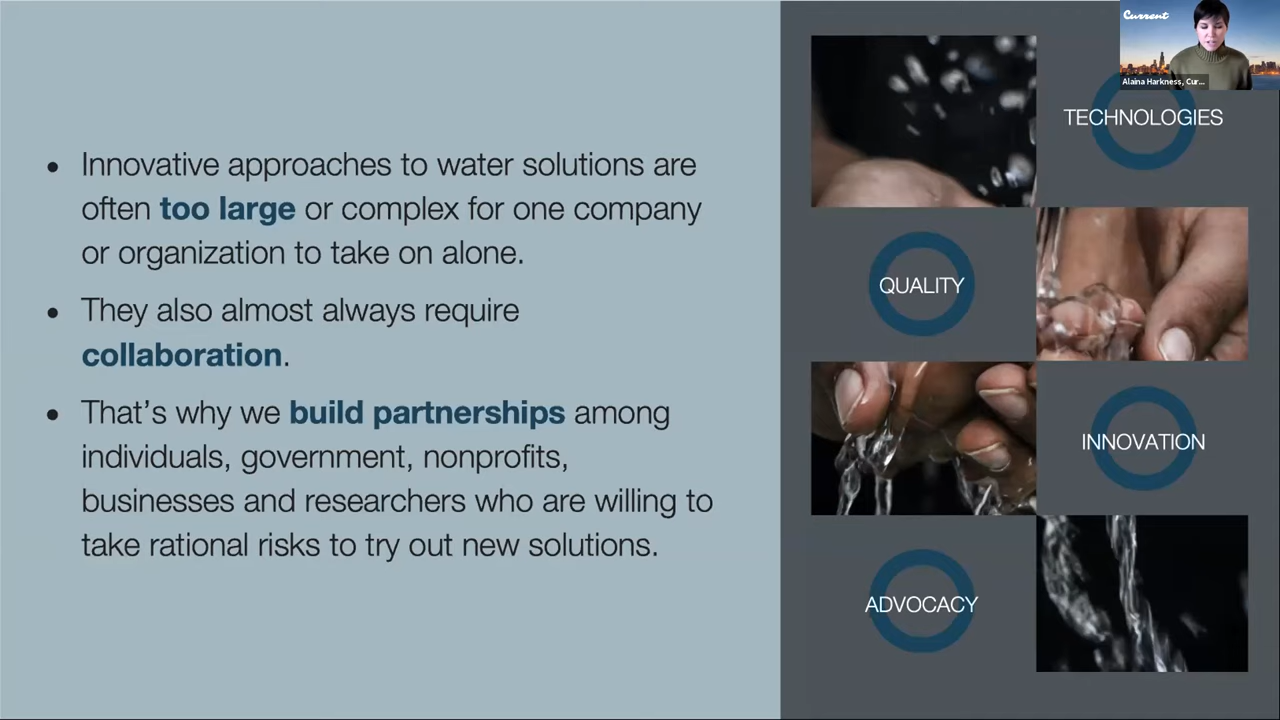 • Innovative approaches to water solutions are
often too large or complex for one company
or organization to take on alone.
• They also almost always require
collaboration.
• That's why we build partnerships among
individuals, government, nonprofits,
businesses and researchers who are willing to
take rational risks to try out new solutions.
Current
Alaina Harkness, Cur...
TECHNOLOGIES
QUALITY
INNOVATION
ADVOCACY